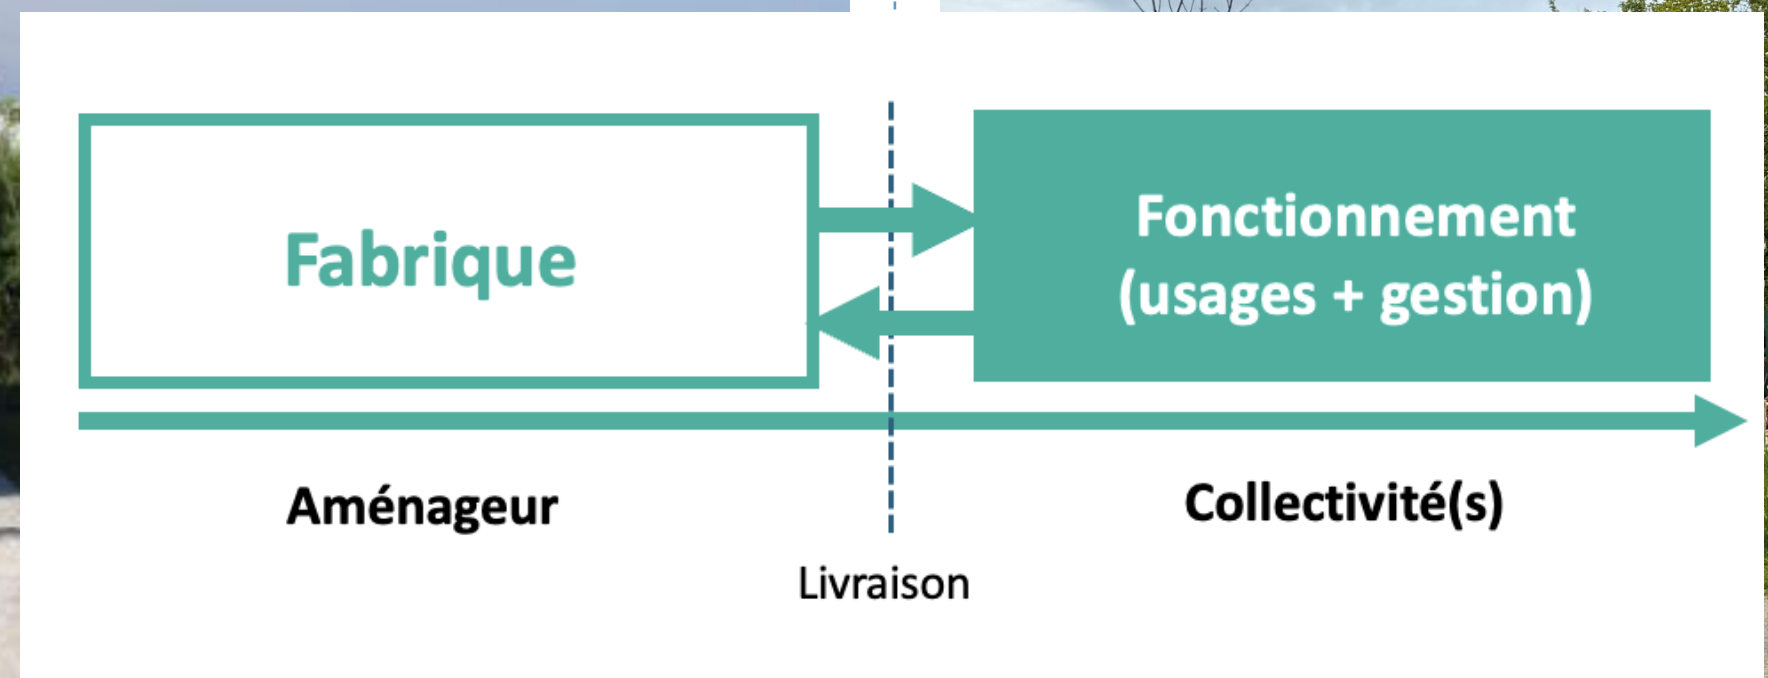 Fabrique
Fonctionnement
(usages + gestion)
Aménageur
Collectivité(s)
Livraison